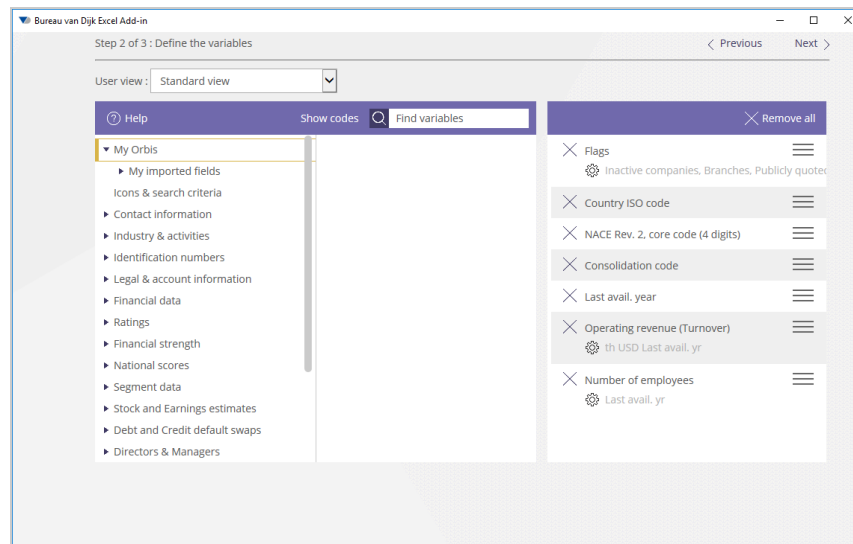 Bureau van Dijk Excel Add-in
Step 2 of 3 : Define the variables
Previous
Next
User view :
Standard view
Help
Show codes
Find variables
Remove all
My Orbis
My imported fields
Icons & search criteria
Contact information
Industry & activities
Identification numbers
Legal & account information
Financial data
Ratings
Financial strength
National scores
Segment data
Stock and Earnings estimates
Debt and Credit default swaps
Directors & Managers
Flags
Inactive companies, Branches, Publicly quoted
Country ISO code
NACE Rev. 2, core code (4 digits)
Consolidation code
Last avail. year
Operating revenue (Turnover)
th USD Last avail. yr
Number of employees
Last avail. yr